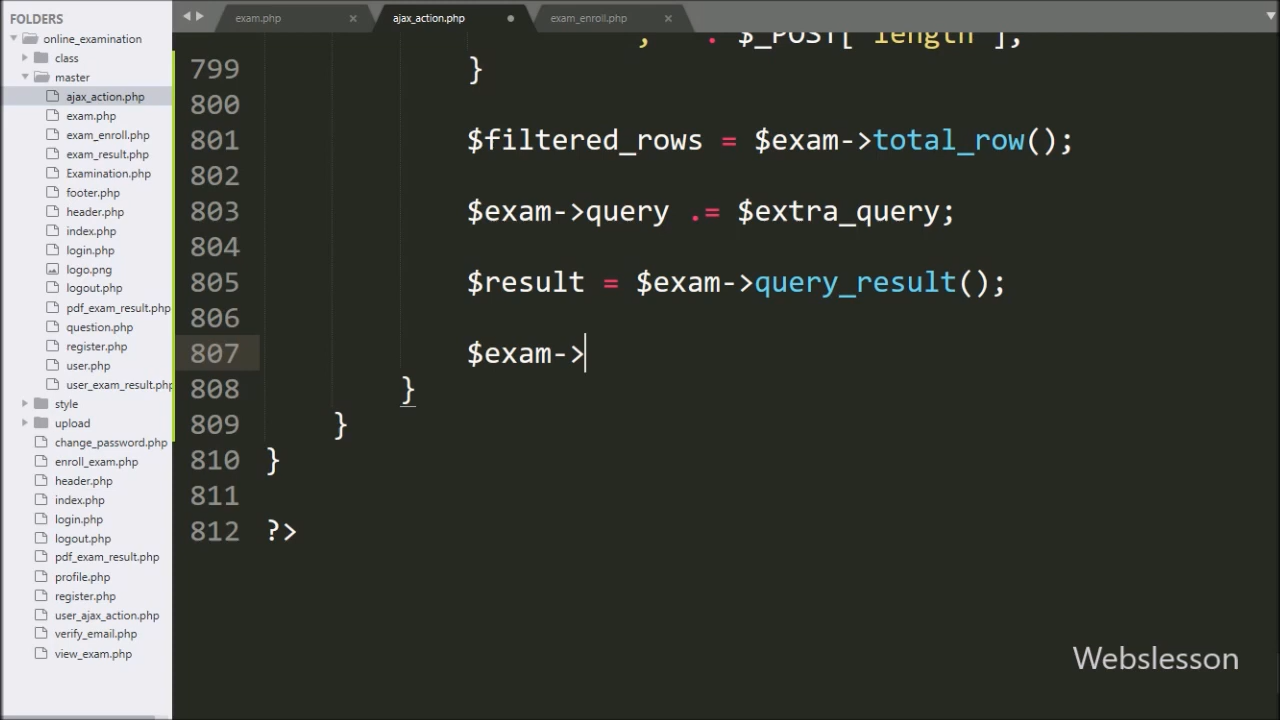 FOLDERS
online_examination
class
master
ajax_action.php
exam.php
exam_enroll.php
exam_result.php
Examination.php
footer.php
header.php
index.php
login.php
logo.png
logout.php
pdf_exam_result.php
question.php
register.php
user.php
user_exam_result.php
style
upload
change_password.php
enroll_exam.php
header.php
index.php
login.php
logout.php
pdf_exam_result.php
profile.php
register.php
user_ajax_action.php
verify_email.php
view_exam.php
exam.php × ajax_action.php exam_enroll.php ×
', ' . $_POST['length'];
799 }
800
801 $filtered_rows = $exam->total_row();
802
803 $exam->query .= $extra_query;
804
805 $result = $exam->query_result();
806
807 $exam->
808 }
809 }
810 }
811
812 ?>
Webslesson